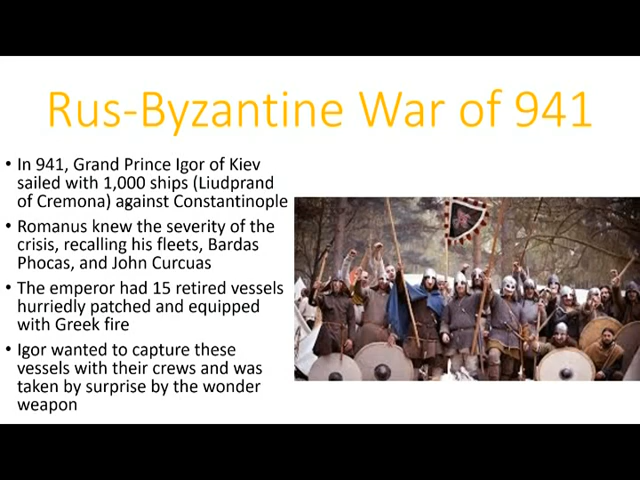 Rus-Byzantine War of 941
• In 941, Grand Prince Igor of Kiev
sailed with 1,000 ships (Liudprand
of Cremona) against Constantinople
• Romanus knew the severity of the
crisis, recalling his fleets, Bardas
Phocas, and John Curcuas
• The emperor had 15 retired vessels
hurriedly patched and equipped
with Greek fire
• Igor wanted to capture these
vessels with their crews and was
taken by surprise by the wonder
weapon